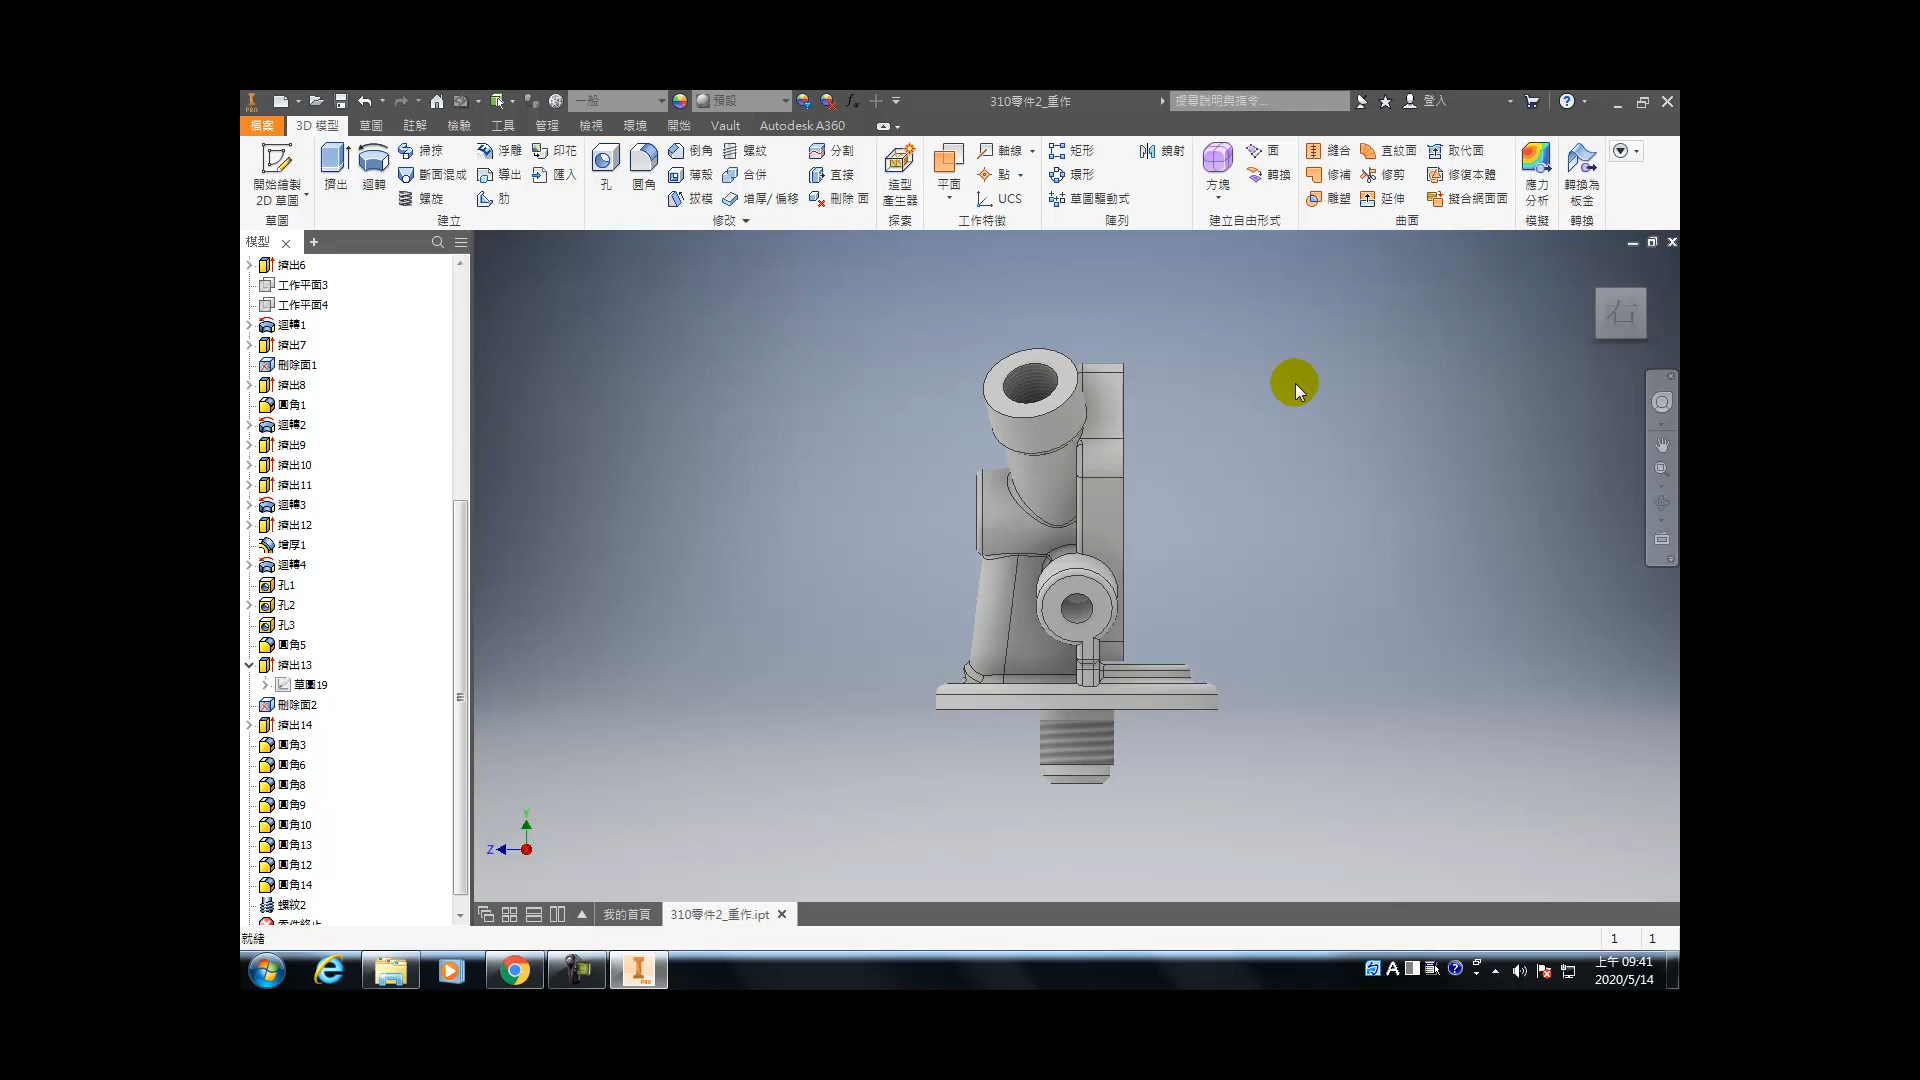 一般
預設
310零件2_重作
搜尋說明與指令...
登入
PRO
檔案
3D 模型
草圖
註解
檢驗
工具
管理
檢視
環境
開始
Vault
Autodesk A360
開始繪製
2D 草圖
草圖
擠出
迴轉
掃掠
斷面混成
螺旋
浮雕
導出
肋
印花
匯入
建立
孔
圓角
倒角
薄殼
拔模
螺紋
合併
增厚/ 偏移
分割
直接
刪除 面
修改
造型
產生器
探索
平面
軸線
點
UCS
工作特徵
矩形
環形
草圖驅動式
鏡射
陣列
方塊
面
轉換
建立自由形式
縫合
修補
雕塑
直紋面
修剪
延伸
取代面
修復本體
擬合網面面
曲面
應力
分析
模擬
轉換為
板金
轉換
模型
擠出6
工作平面3
工作平面4
迴轉1
擠出7
刪除面1
擠出8
圓角1
迴轉2
擠出9
擠出10
擠出11
迴轉3
擠出12
增厚1
迴轉4
孔1
孔2
孔3
圓角5
擠出13
草圖19
刪除面2
擠出14
圓角3
圓角6
圓角8
圓角9
圓角10
圓角13
圓角12
圓角14
螺紋2
右
Y
Z
我的首頁
310零件2_重作.ipt
就緒
1
1
PRO
A
上午 09:41
2020/5/14